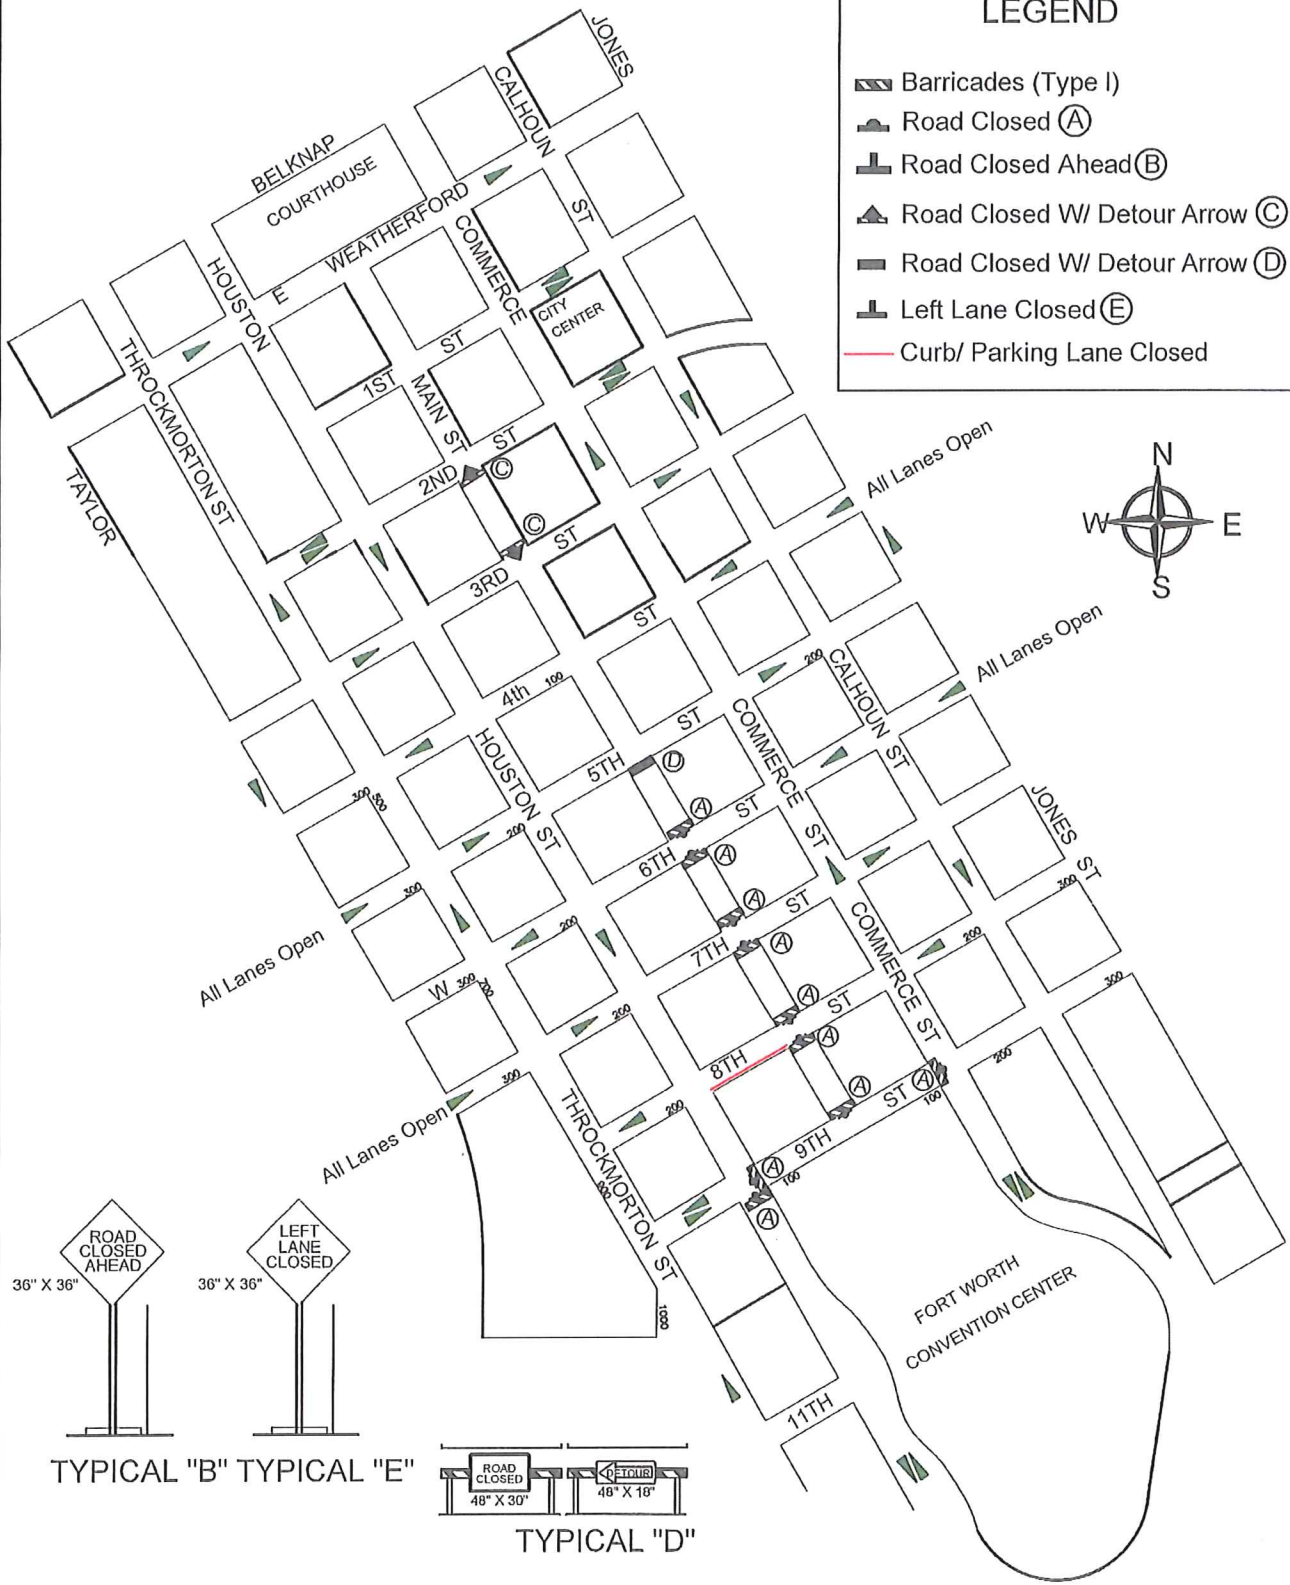 LEGEND
Barricades (Type I)
Road Closed A
Road Closed Ahead B
Road Closed W/ Detour Arrow C
Road Closed W/ Detour Arrow D
Left Lane Closed E
Curb/ Parking Lane Closed
JONES
CALHOUN
ST
BELKNAP
COURTHOUSE
E WEATHERFORD
HOUSTON
COMMERCE
ST
CITY
CENTER
THROCKMORTON ST
1ST
MAIN ST
2ND
ST
C
C
3RD
ST
TAYLOR
All Lanes Open
N
W
E
S
All Lanes Open
4th
100
ST
200
CALHOUN ST
HOUSTON ST
5TH
ST
D
COMMERCE ST
A
6TH
ST
A
300
500
200
JONES ST
300
300
A
7TH
ST
A
200
COMMERCE ST
200
300
All Lanes Open
W
300
700
A
8TH
ST
A
200
200
300
A
9TH
ST
A
100
All Lanes Open
THROCKMORTON ST
200
A
100
A
800
1000
FORT WORTH
CONVENTION CENTER
11TH
ROAD
CLOSED
AHEAD
36" X 36"
TYPICAL "B"
LEFT
LANE
CLOSED
36" X 36"
TYPICAL "E"
ROAD
CLOSED
48" X 30"
DETOUR
48" X 18"
TYPICAL "D"